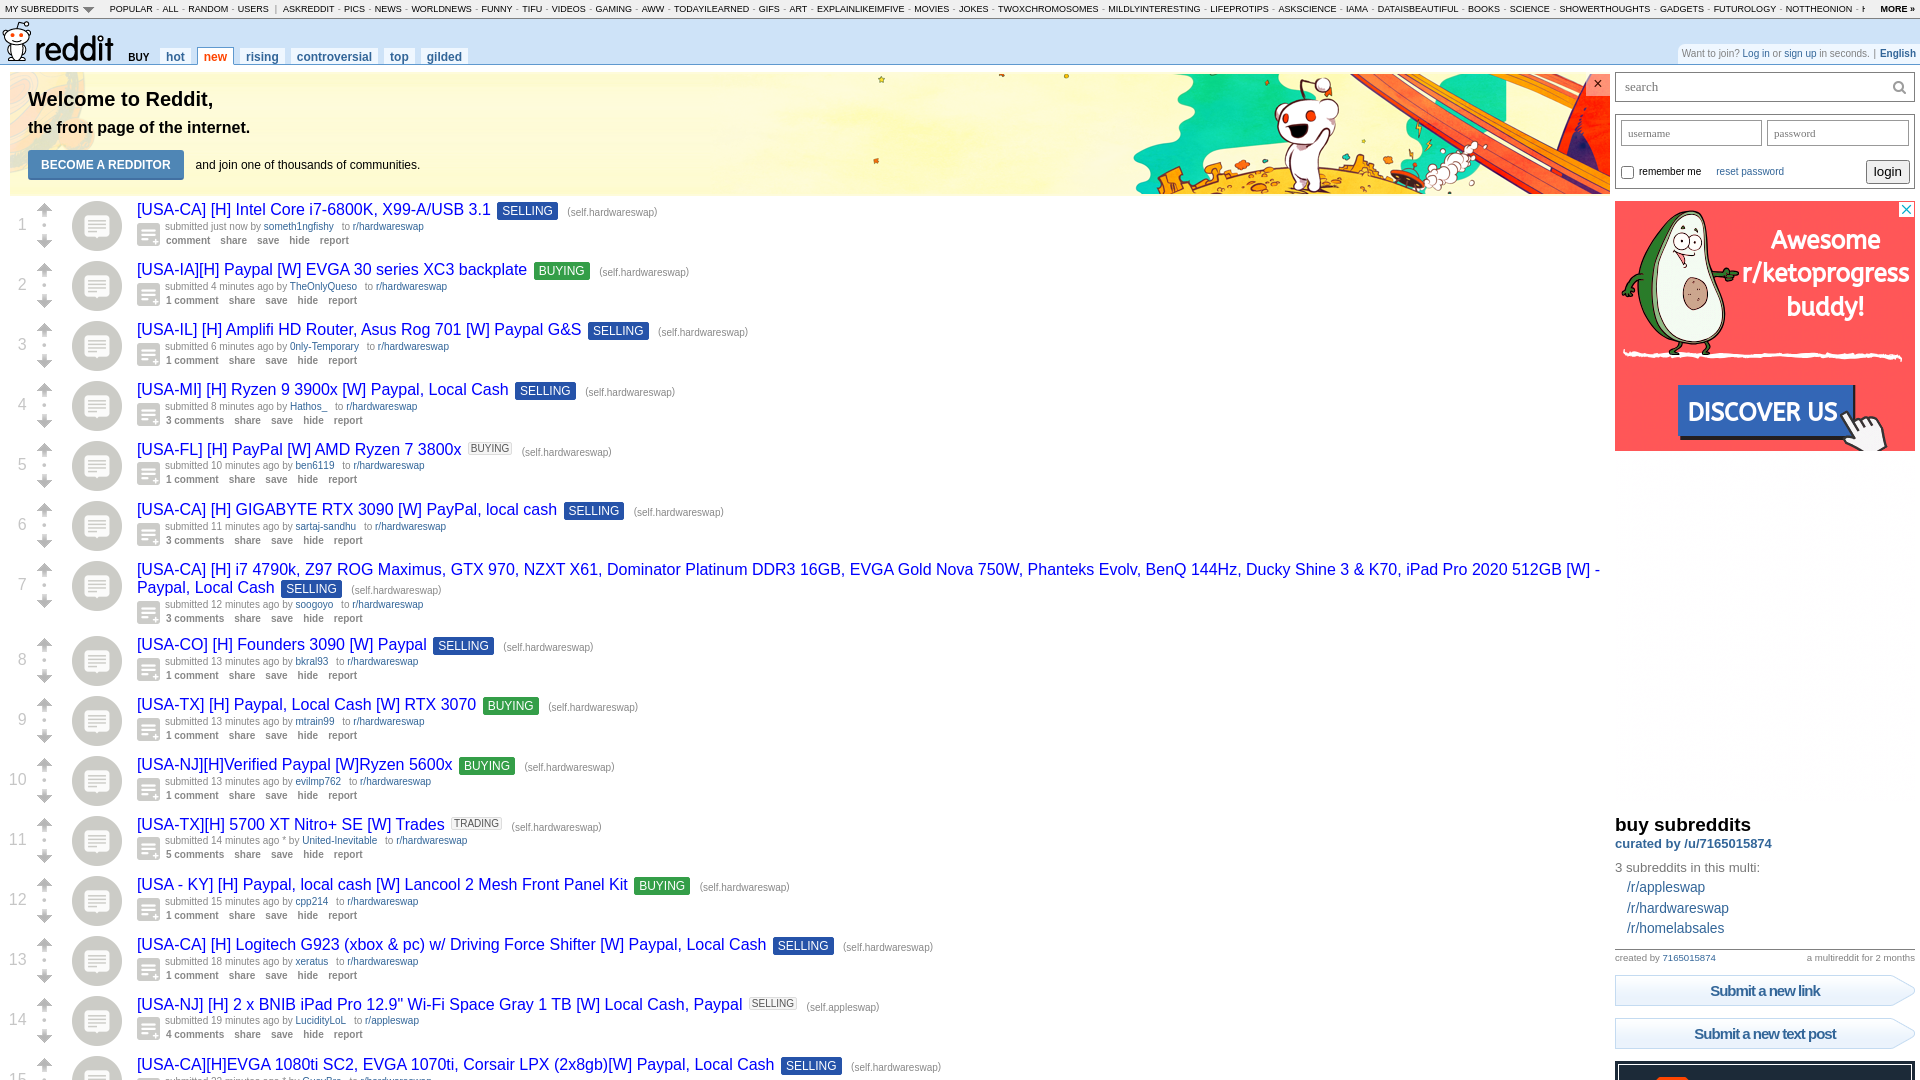 MY SUBREDDITS POPULAR - ALL - RANDOM - USERS | ASKREDDIT - PICS - NEWS - WORLDNEWS - FUNNY - TIFU - VIDEOS - GAMING - AWW - TODAYILEARNED - GIFS - ART - EXPLAINLIKEIMFIVE - MOVIES - JOKES - TWOXCHROMOSOMES - MILDLYINTERESTING - LIFEPROTIPS - ASKSCIENCE - IAMA - DATAISBEAUTIFUL - BOOKS - SCIENCE - SHOWERTHOUGHTS - GADGETS - FUTUROLOGY - NOTTHEONION - MORE »
reddit BUY hot new rising controversial top gilded
Want to join? Log in or sign up in seconds. | English
Welcome to Reddit,
the front page of the internet.
BECOME A REDDITOR and join one of thousands of communities.
×
1
[USA-CA] [H] Intel Core i7-6800K, X99-A/USB 3.1 SELLING (self.hardwareswap)
submitted just now by someth1ngfishy to r/hardwareswap
comment share save hide report
2
[USA-IA][H] Paypal [W] EVGA 30 series XC3 backplate BUYING (self.hardwareswap)
submitted 4 minutes ago by TheOnlyQueso to r/hardwareswap
1 comment share save hide report
3
[USA-IL] [H] Amplifi HD Router, Asus Rog 701 [W] Paypal G&S SELLING (self.hardwareswap)
submitted 6 minutes ago by 0nly-Temporary to r/hardwareswap
1 comment share save hide report
4
[USA-MI] [H] Ryzen 9 3900x [W] Paypal, Local Cash SELLING (self.hardwareswap)
submitted 8 minutes ago by Hathos_ to r/hardwareswap
3 comments share save hide report
5
[USA-FL] [H] PayPal [W] AMD Ryzen 7 3800x BUYING (self.hardwareswap)
submitted 10 minutes ago by ben6119 to r/hardwareswap
1 comment share save hide report
6
[USA-CA] [H] GIGABYTE RTX 3090 [W] PayPal, local cash SELLING (self.hardwareswap)
submitted 11 minutes ago by sartaj-sandhu to r/hardwareswap
3 comments share save hide report
7
[USA-CA] [H] i7 4790k, Z97 ROG Maximus, GTX 970, NZXT X61, Dominator Platinum DDR3 16GB, EVGA Gold Nova 750W, Phanteks Evolv, BenQ 144Hz, Ducky Shine 3 & K70, iPad Pro 2020 512GB [W] -
Paypal, Local Cash SELLING (self.hardwareswap)
submitted 12 minutes ago by soogoyo to r/hardwareswap
3 comments share save hide report
8
[USA-CO] [H] Founders 3090 [W] Paypal SELLING (self.hardwareswap)
submitted 13 minutes ago by bkral93 to r/hardwareswap
1 comment share save hide report
9
[USA-TX] [H] Paypal, Local Cash [W] RTX 3070 BUYING (self.hardwareswap)
submitted 13 minutes ago by mtrain99 to r/hardwareswap
1 comment share save hide report
10
[USA-NJ][H]Verified Paypal [W]Ryzen 5600x BUYING (self.hardwareswap)
submitted 13 minutes ago by evilmp762 to r/hardwareswap
1 comment share save hide report
11
[USA-TX][H] 5700 XT Nitro+ SE [W] Trades TRADING (self.hardwareswap)
submitted 14 minutes ago * by United-Inevitable to r/hardwareswap
5 comments share save hide report
12
[USA - KY] [H] Paypal, local cash [W] Lancool 2 Mesh Front Panel Kit BUYING (self.hardwareswap)
submitted 15 minutes ago by cpp214 to r/hardwareswap
1 comment share save hide report
13
[USA-CA] [H] Logitech G923 (xbox & pc) w/ Driving Force Shifter [W] Paypal, Local Cash SELLING (self.hardwareswap)
submitted 18 minutes ago by xeratus to r/hardwareswap
1 comment share save hide report
14
[USA-NJ] [H] 2 x BNIB iPad Pro 12.9" Wi-Fi Space Gray 1 TB [W] Local Cash, Paypal SELLING (self.appleswap)
submitted 19 minutes ago by LucidityLoL to r/appleswap
4 comments share save hide report
[USA-CA][H]EVGA 1080ti SC2, EVGA 1070ti, Corsair LPX (2x8gb)[W] Paypal, Local Cash SELLING (self.hardwareswap)
search
username password
remember me reset password login
Awesome
r/ketoprogress
buddy!
DISCOVER US
buy subreddits
curated by /u/7165015874
3 subreddits in this multi:
/r/appleswap
/r/hardwareswap
/r/homelabsales
created by 7165015874 a multireddit for 2 months
Submit a new link
Submit a new text post